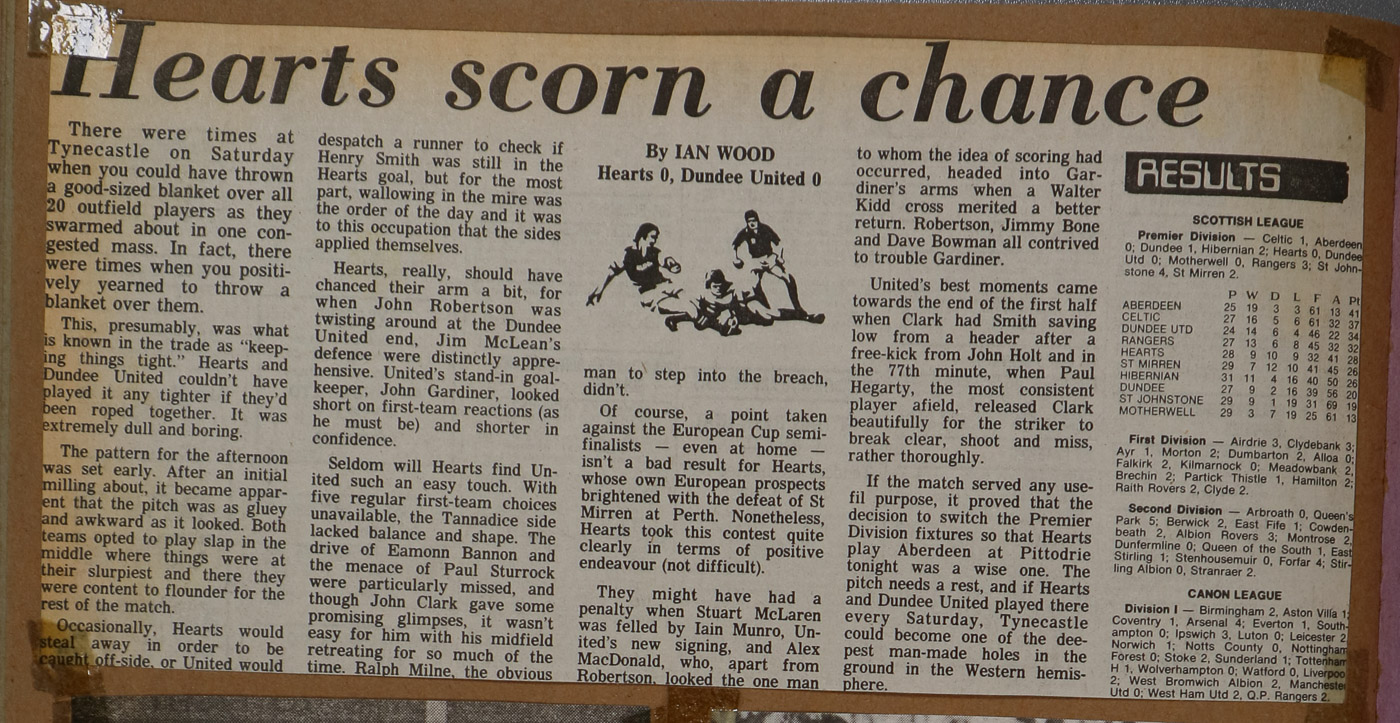 Hearts scorn a chance
There were times at
Tynecastle on Saturday
when you could have thrown
a good-sized blanket over all
20 outfield players as they
swarmed about in one con-
gested mass. In fact, there
were times when you positi-
vely yearned to throw a
blanket over them.
This, presumably, was what
is known in the trade as “keep-
ing things tight.” Hearts and
Dundee United couldn’t have
played it any tighter if they’d
been roped together. It was
extremely dull and boring.
The pattern for the afternoon
was set early. After an initial
milling about, it became appar-
ent that the pitch was as gluey
and awkward as it looked. Both
teams opted to play slap in the
middle where things were at
their slurpiest and there they
were content to flounder for the
rest of the match.
Occasionally, Hearts would
steal away in order to be
caught off-side, or United would
despatch a runner to check if
Henry Smith was still in the
Hearts goal, but for the most
part, wallowing in the mire was
the order of the day and it was
to this occupation that the sides
applied themselves.
Hearts, really, should have
chanced their arm a bit, for
when John Robertson was
twisting around at the Dundee
United end, Jim McLean’s
defence were distinctly appre-
hensive. United’s stand-in goal-
keeper, John Gardiner, looked
short on first-team reactions (as
he must be) and shorter in
confidence.
Seldom will Hearts find Un-
ited such an easy touch. With
five regular first-team choices
unavailable, the Tannadice side
lacked balance and shape. The
drive of Eamonn Bannon and
the menace of Paul Sturrock
were particularly missed, and
though John Clark gave some
promising glimpses, it wasn’t
easy for him with his midfield
retreating for so much of the
time. Ralph Milne, the obvious
By IAN WOOD
Hearts 0, Dundee United 0
man to step into the breach,
didn’t.
Of course, a point taken
against the European Cup semi-
finalists — even at home —
isn’t a bad result for Hearts,
whose own European prospects
brightened with the defeat of St
Mirren at Perth. Nonetheless,
Hearts took this contest quite
clearly in terms of positive
endeavour (not difficult).
They might have had a
penalty when Stuart McLaren
was felled by Iain Munro, Un-
ited’s new signing, and Alex
MacDonald, who, apart from
Robertson, looked the one man
to whom the idea of scoring had
occurred, headed into Gar-
diner’s arms when a Walter
Kidd cross merited a better
return. Robertson, Jimmy Bone
and Dave Bowman all contrived
to trouble Gardiner.
United’s best moments came
towards the end of the first half
when Clark had Smith saving
low from a header after a
free-kick from John Holt and in
the 77th minute, when Paul
Hegarty, the most consistent
player afield, released Clark
beautifully for the striker to
break clear, shoot and miss,
rather thoroughly.
If the match served any use-
fil purpose, it proved that the
decision to switch the Premier
Division fixtures so that Hearts
play Aberdeen at Pittodrie
tonight was a wise one. The
pitch needs a rest, and if Hearts
and Dundee United played there
every Saturday, Tynecastle
could become one of the dee-
pest man-made holes in the
ground in the Western hemis-
phere.
RESULTS
SCOTTISH LEAGUE
Premier Division — Celtic 1, Aberdeen
0; Dundee 1, Hibernian 2; Hearts 0, Dundee
Utd 0; Motherwell 0, Rangers 3; St John-
stone 4, St Mirren 2.
P W D L F A Pt
ABERDEEN 25 19 3 3 61 13 41
CELTIC 27 16 5 6 61 32 37
DUNDEE UTD 24 14 6 4 46 22 34
RANGERS 27 13 6 8 45 32 32
HEARTS 28 9 10 9 32 41 28
ST MIRREN 29 7 12 10 41 45 26
HIBERNIAN 31 11 4 16 40 50 26
DUNDEE 27 9 2 16 39 56 20
ST JOHNSTONE 29 9 1 19 31 69 19
MOTHERWELL 29 3 7 19 25 61 13
First Division — Airdrie 3, Clydebank 3;
Ayr 1, Morton 2; Dumbarton 2, Alloa 0;
Falkirk 2, Kilmarnock 0; Meadowbank 2,
Brechin 2; Partick Thistle 1, Hamilton 2;
Raith Rovers 2, Clyde 2.
Second Division — Arbroath 0, Queen’s
Park 5; Berwick 2, East Fife 1; Cowden-
beath 2, Albion Rovers 3; Montrose 2,
Dunfermline 0; Queen of the South 1, East
Stirling 1; Stenhousemuir 0, Forfar 4; Stir-
ling Albion 0, Stranraer 2.
CANON LEAGUE
Division I — Birmingham 2, Aston Villa 1;
Coventry 1, Arsenal 4; Everton 1, South-
ampton 0; Ipswich 3, Luton 0; Leicester 2,
Norwich 1; Notts County 0, Nottingham
Forest 0; Stoke 2, Sunderland 1; Tottenham
H 1, Wolverhampton 0; Watford 0, Liverpool
2; West Bromwich Albion 2, Manchester
Utd 0; West Ham Utd 2, Q.P. Rangers 2.